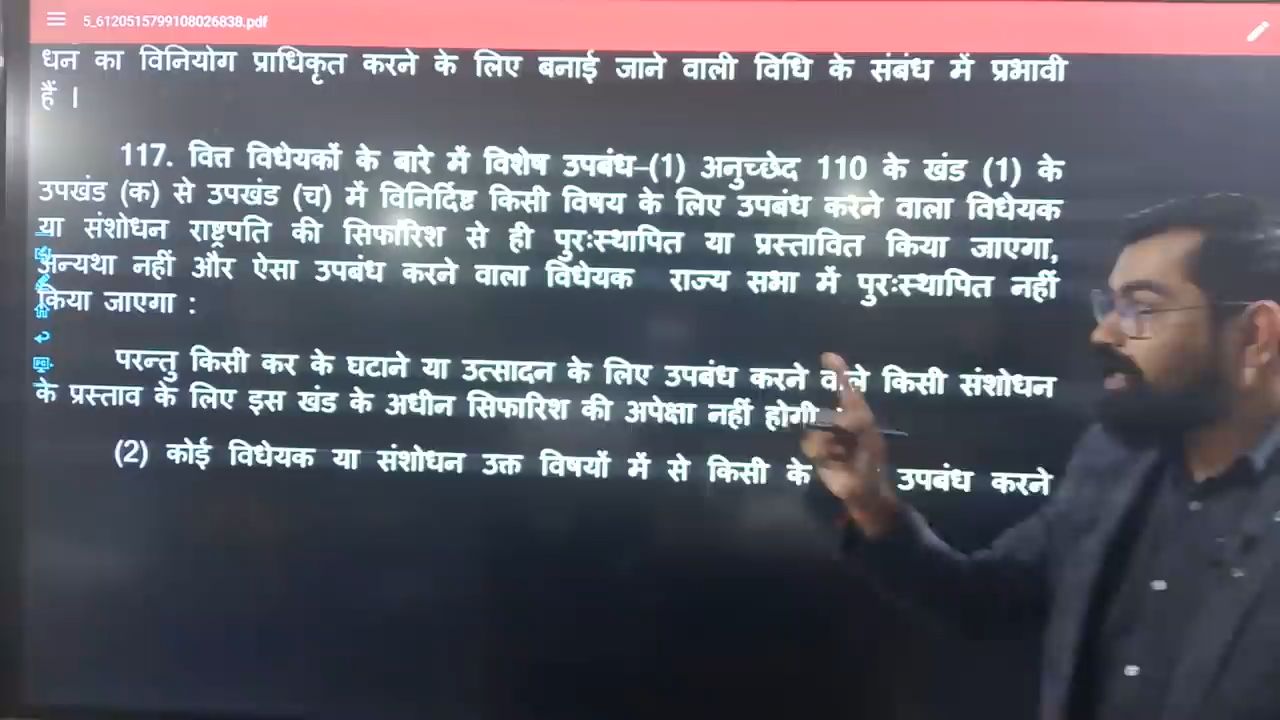 5_6120515799108026838.pdf
धन का विनियोग प्राधिकृत करने के लिए बनाई जाने वाली विधि के संबंध में प्रभावी
हैं ।
117. वित्त विधेयकों के बारे में विशेष उपबंध–(1) अनुच्छेद 110 के खंड (1) के
उपखंड (क) से उपखंड (च) में विनिर्दिष्ट किसी विषय के लिए उपबंध करने वाला विधेयक
या संशोधन राष्ट्रपति की सिफारिश से ही पुरःस्थापित या प्रस्तावित किया जाएगा,
अन्यथा नहीं और ऐसा उपबंध करने वाला विधेयक राज्य सभा में पुरःस्थापित नहीं
किया जाएगा :
परन्तु किसी कर के घटाने या उत्सादन के लिए उपबंध करने वाले किसी संशोधन
के प्रस्ताव के लिए इस खंड के अधीन सिफारिश की अपेक्षा नहीं होगी
(2) कोई विधेयक या संशोधन उक्त विषयों में से किसी के उपबंध करने